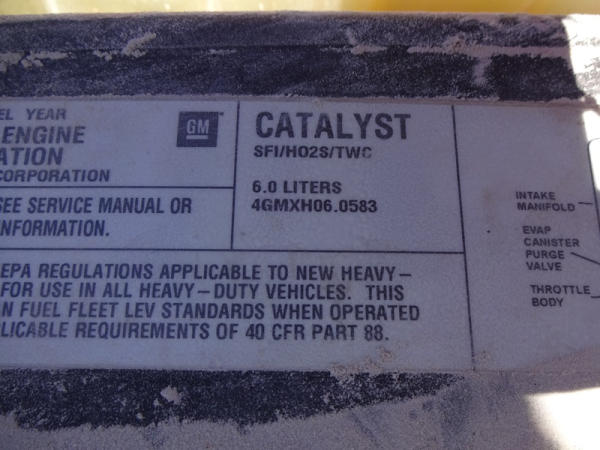 EL YEAR
ENGINE
ATION
CORPORATION
GM
CATALYST
SFI/HO2S/TWC
6.0 LITERS
4GMXH06.0583
SEE SERVICE MANUAL OR
INFORMATION.
EPA REGULATIONS APPLICABLE TO NEW HEAVY-
FOR USE IN ALL HEAVY-DUTY VEHICLES. THIS
N FUEL FLEET LEV STANDARDS WHEN OPERATED
LICABLE REQUIREMENTS OF 40 CFR PART 88.
INTAKE
MANIFOLD
EVAP
CANISTER
PURGE
VALVE
THROTTLE
BODY